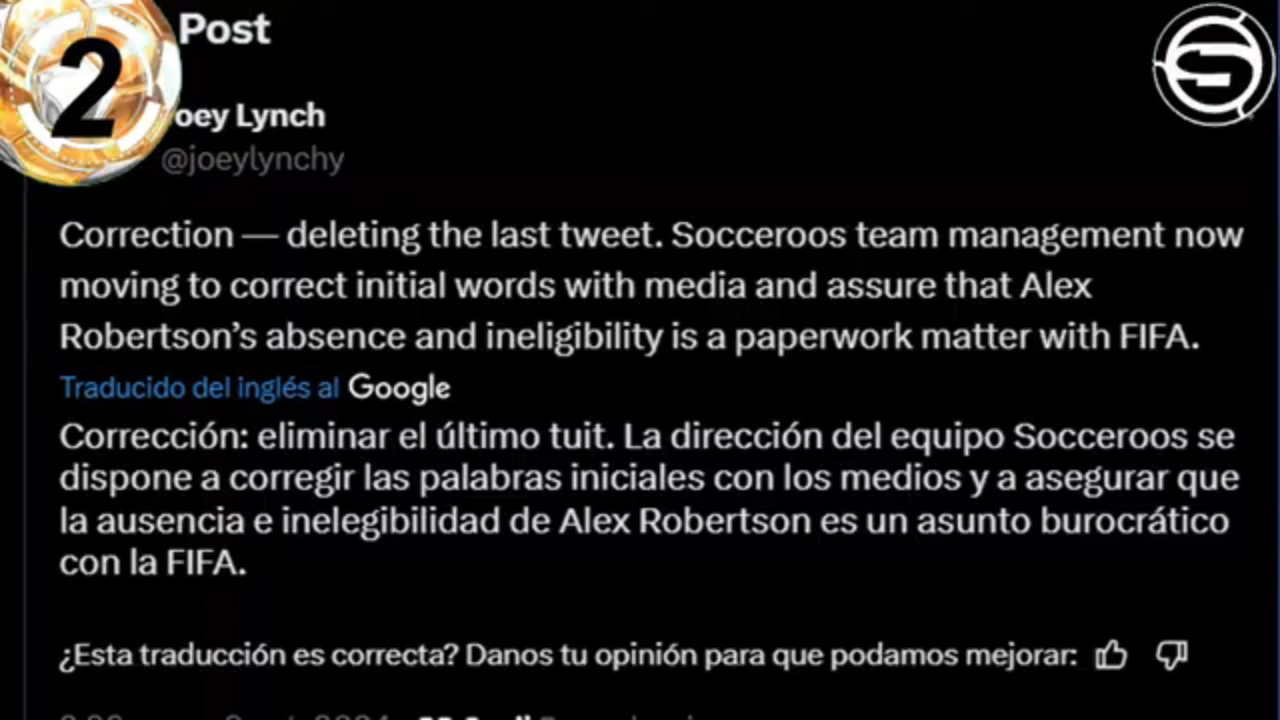 2
Post
oey Lynch
@joeylynchy
Correction — deleting the last tweet. Socceroos team management now
moving to correct initial words with media and assure that Alex
Robertson’s absence and ineligibility is a paperwork matter with FIFA.
Traducido del inglés al Google
Corrección: eliminar el último tuit. La dirección del equipo Socceroos se
dispone a corregir las palabras iniciales con los medios y a asegurar que
la ausencia e inelegibilidad de Alex Robertson es un asunto burocrático
con la FIFA.
¿Esta traducción es correcta? Danos tu opinión para que podamos mejorar: